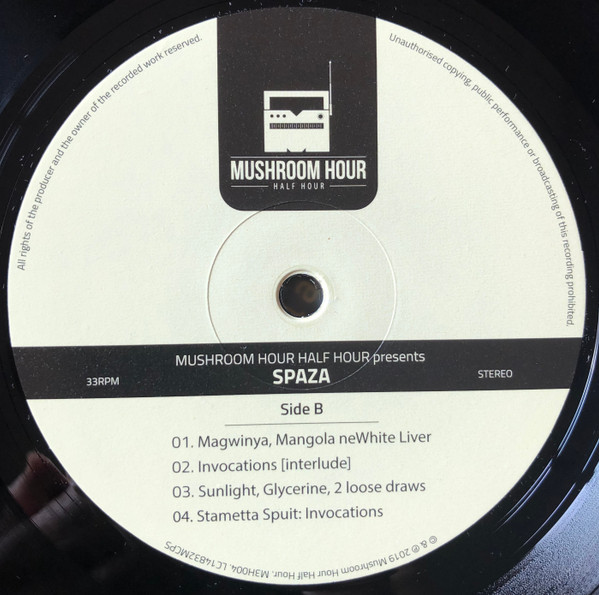 All rights of the producer and the owner of the recorded work reserved.
Unauthorised copying, public performance or broadcasting of this recording prohibited.
MUSHROOM HOUR
HALF HOUR
MUSHROOM HOUR HALF HOUR presents
33RPM SPAZA STEREO
Side B
01. Magwinya, Mangola neWhite Liver
02. Invocations [interlude]
03. Sunlight, Glycerine, 2 loose draws
04. Stametta Spuit: Invocations
© & ℗ 2019 Mushroom Hour Half Hour. M3H004. LC14832MCPS